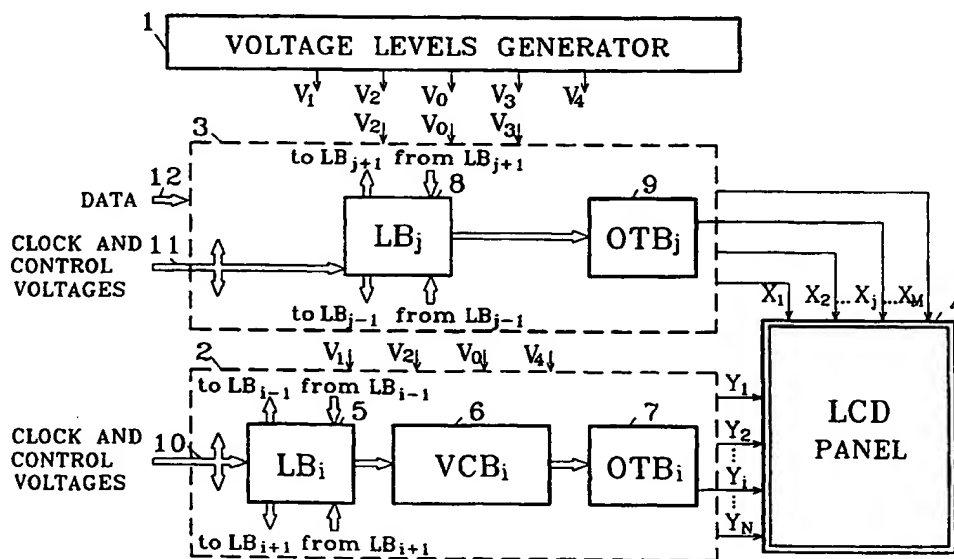 1
VOLTAGE LEVELS GENERATOR
V1 V2 V0 V3 V4
V2 V0 V3
3
to LBj+1 from LBj+1
12
DATA
8
9
LBj
OTBj
11
CLOCK AND
CONTROL
VOLTAGES
to LBj-1 from LBj-1
X1 X2...Xj...XM
4
2
V1 V2 V0 V4
to LBi-1 from LBi-1
5
6
7
LBi
VCBi
OTBi
10
CLOCK AND
CONTROL
VOLTAGES
to LBi+1 from LBi+1
Y1
Y2
...
Yi
...
YN
LCD
PANEL